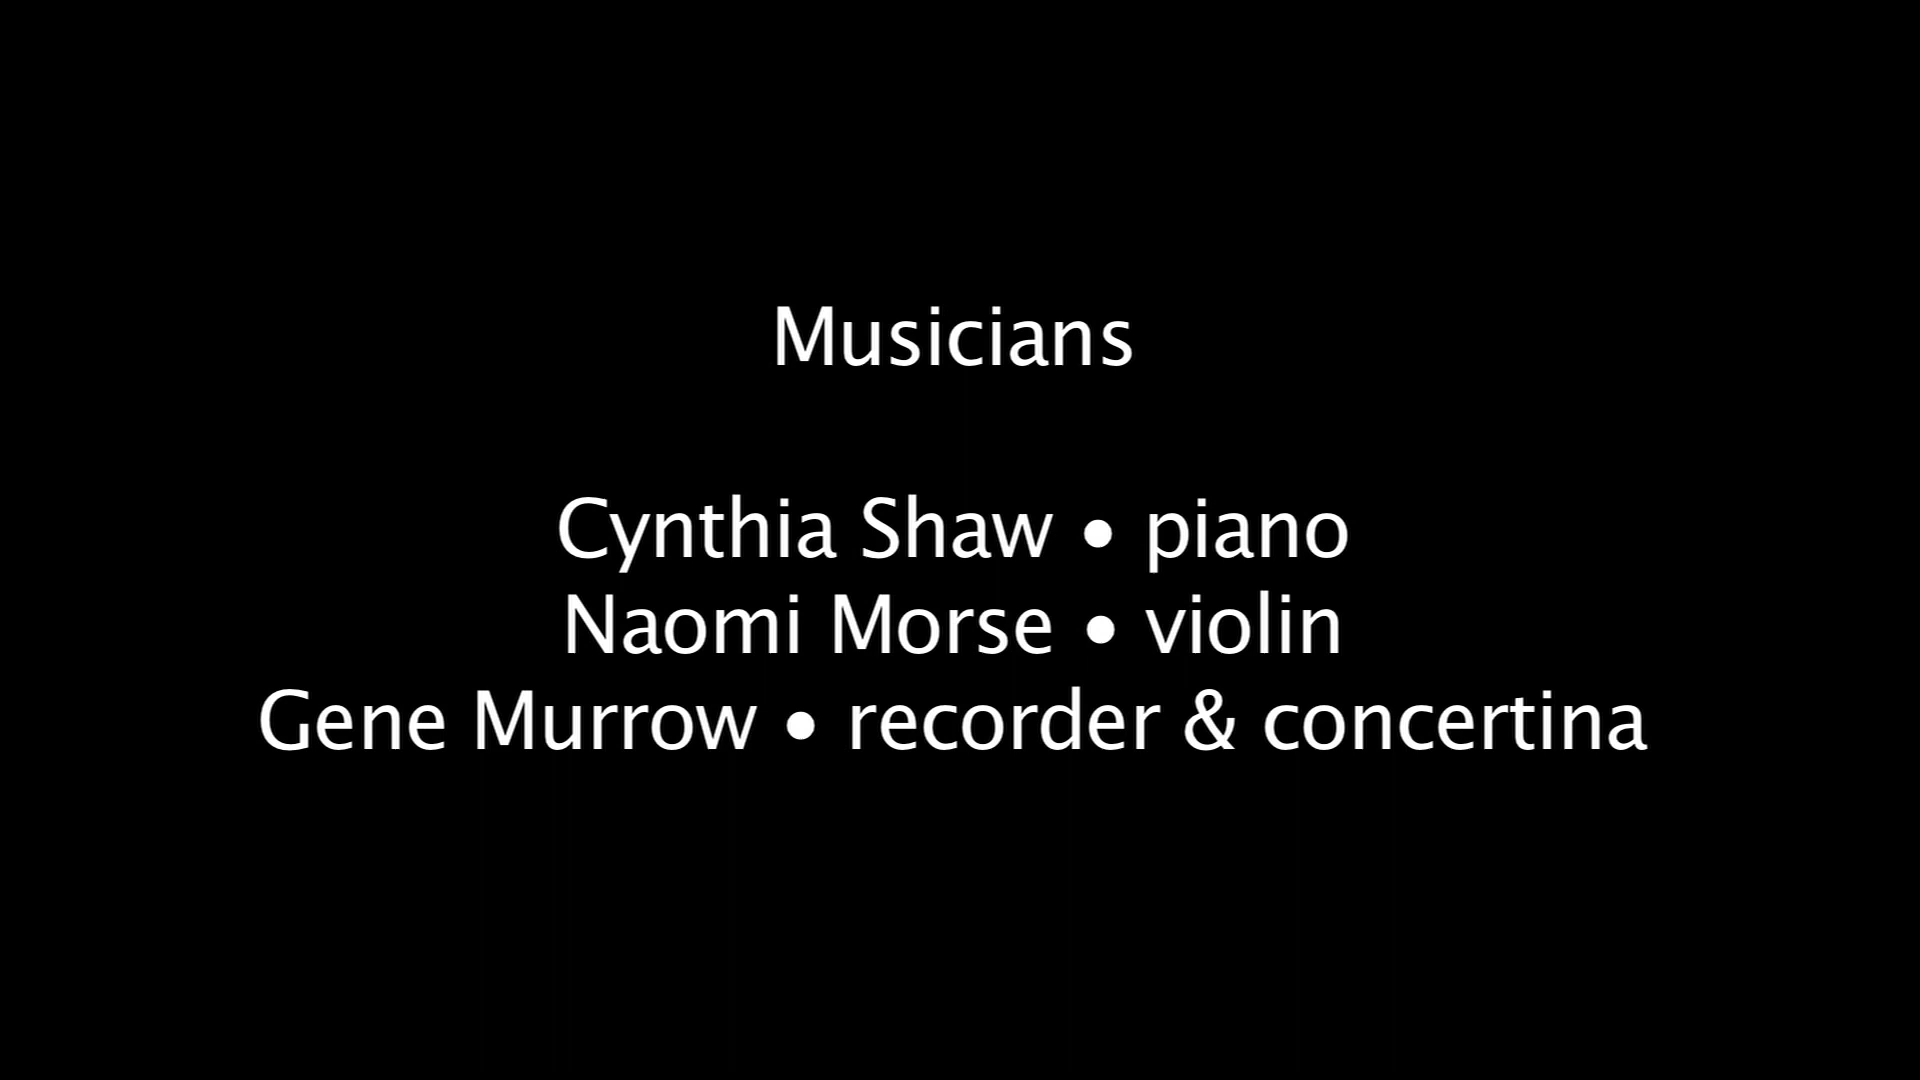 Musicians
Cynthia Shaw • piano
Naomi Morse • violin
Gene Murrow • recorder & concertina